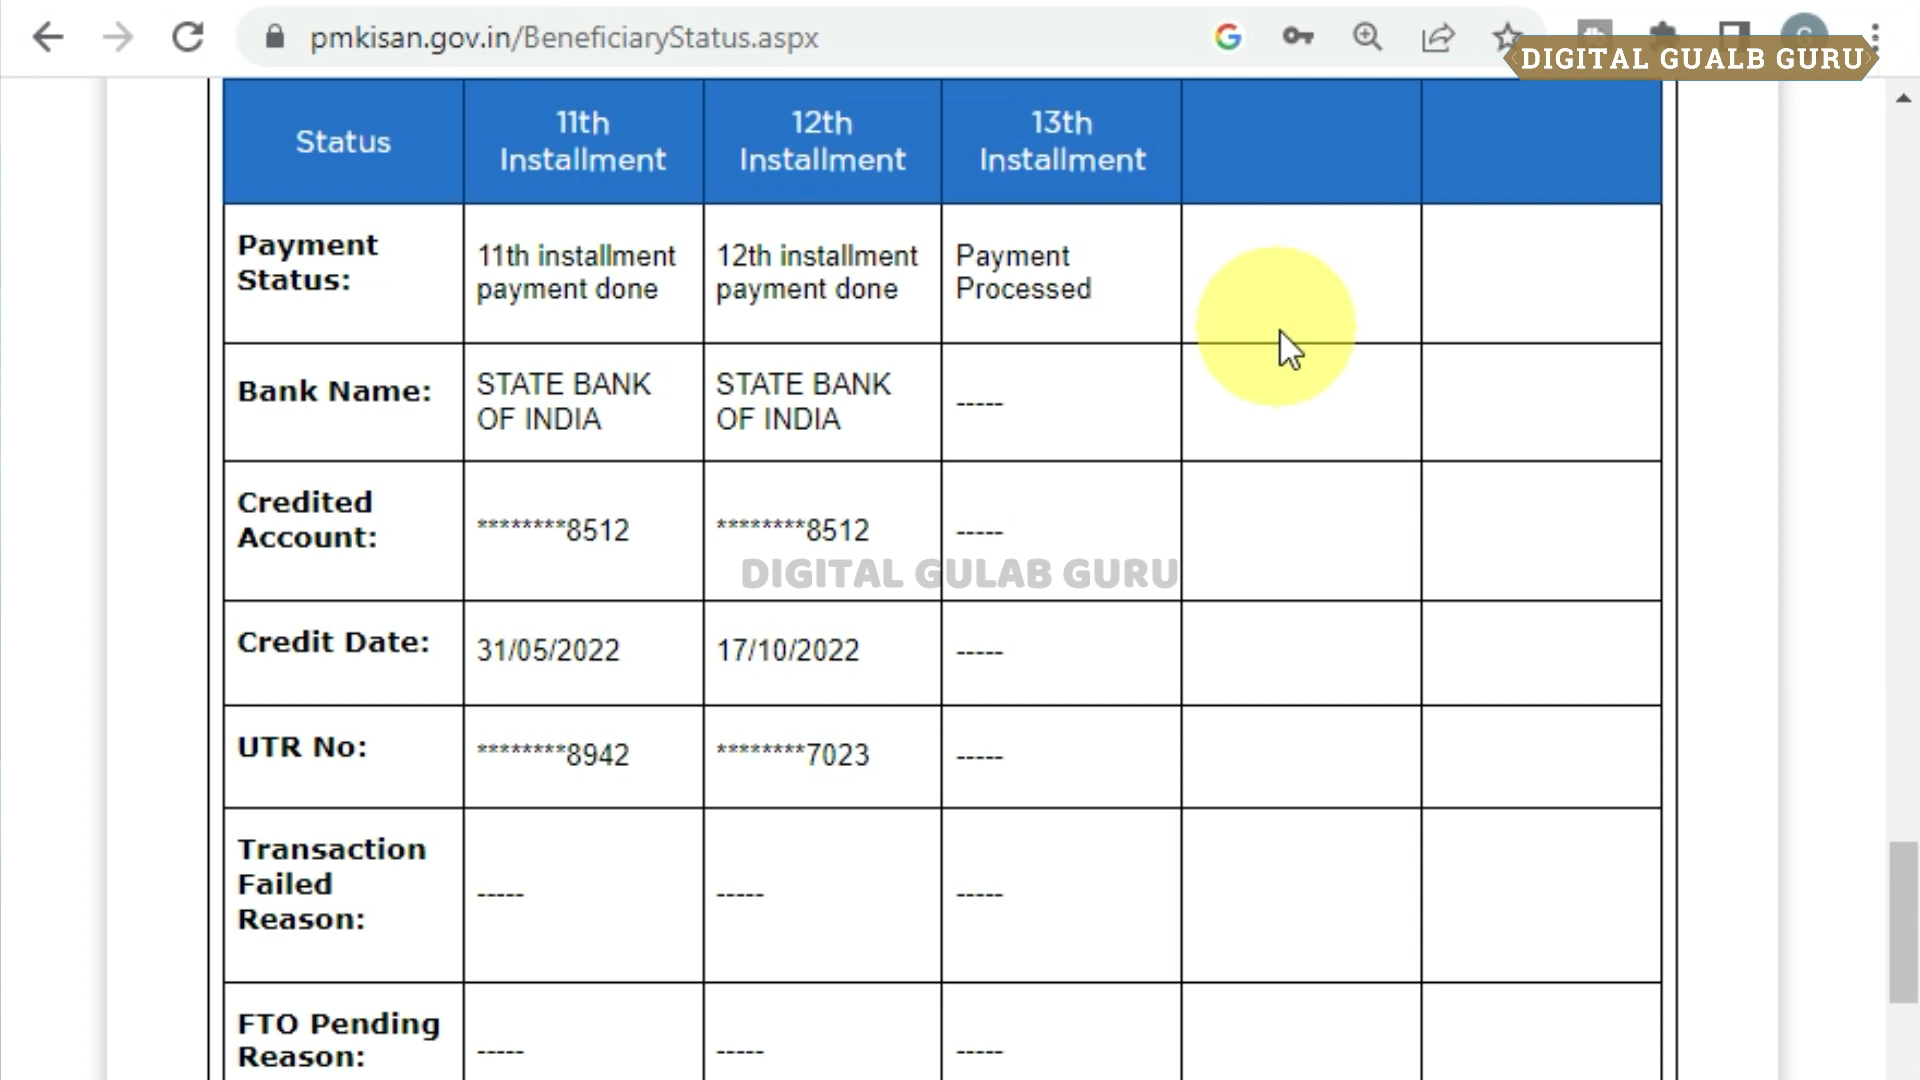 pmkisan.gov.in/BeneficiaryStatus.aspx
DIGITAL GUALB GURU
Status
11th
Installment
12th
Installment
13th
Installment
Payment
Status:
11th installment
payment done
12th installment
payment done
Payment
Processed
Bank Name:
STATE BANK
OF INDIA
STATE BANK
OF INDIA
-----
Credited
Account:
********8512
********8512
-----
DIGITAL GULAB GURU
Credit Date:
31/05/2022
17/10/2022
-----
UTR No:
********8942
********7023
-----
Transaction
Failed
Reason:
-----
-----
-----
FTO Pending
Reason:
-----
-----
-----